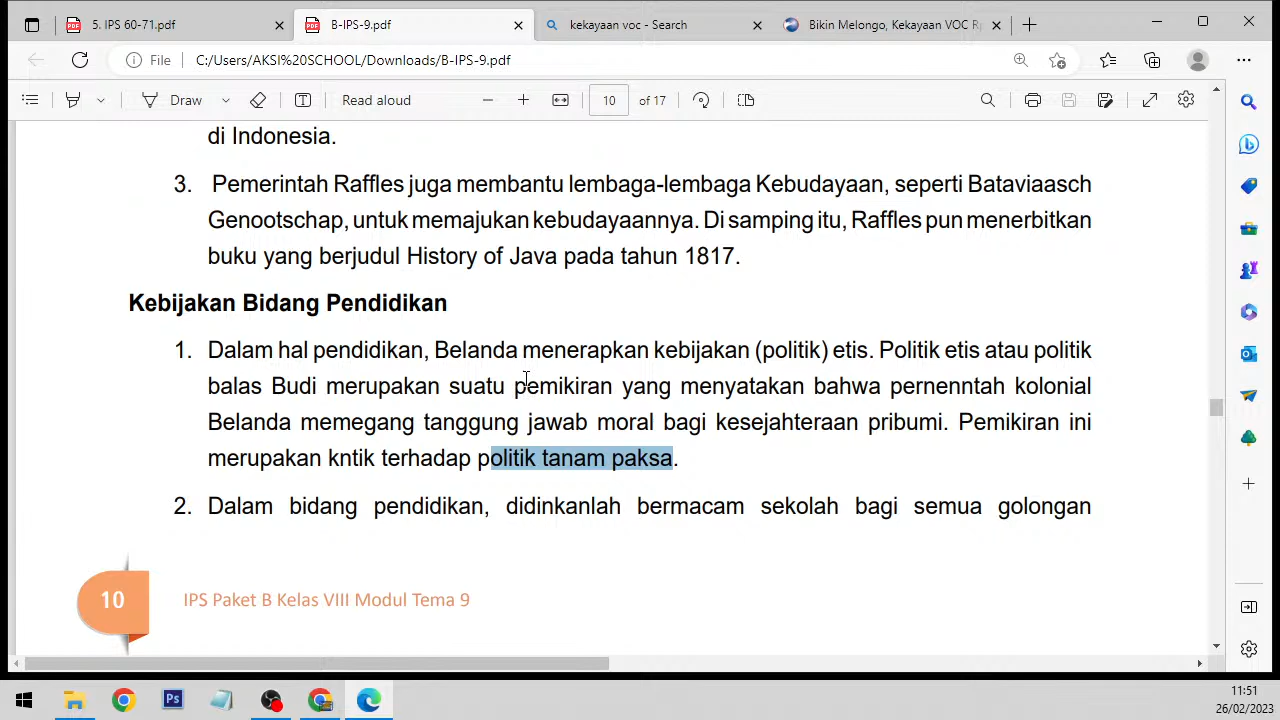 5. IPS 60-71.pdf
B-IPS-9.pdf
kekayaan voc - Search
Bikin Melongo, Kekayaan VOC Rp
File
C:/Users/AKSI%20SCHOOL/Downloads/B-IPS-9.pdf
Draw
Read aloud
10 of 17
di Indonesia.
3. Pemerintah Raffles juga membantu lembaga-lembaga Kebudayaan, seperti Bataviaasch
Genootschap, untuk memajukan kebudayaannya. Di samping itu, Raffles pun menerbitkan
buku yang berjudul History of Java pada tahun 1817.
Kebijakan Bidang Pendidikan
1. Dalam hal pendidikan, Belanda menerapkan kebijakan (politik) etis. Politik etis atau politik
balas Budi merupakan suatu pemikiran yang menyatakan bahwa pernenntah kolonial
Belanda memegang tanggung jawab moral bagi kesejahteraan pribumi. Pemikiran ini
merupakan kntik terhadap politik tanam paksa.
2. Dalam bidang pendidikan, didinkanlah bermacam sekolah bagi semua golongan
10
IPS Paket B Kelas VIII Modul Tema 9
Ps
11:51
26/02/2023